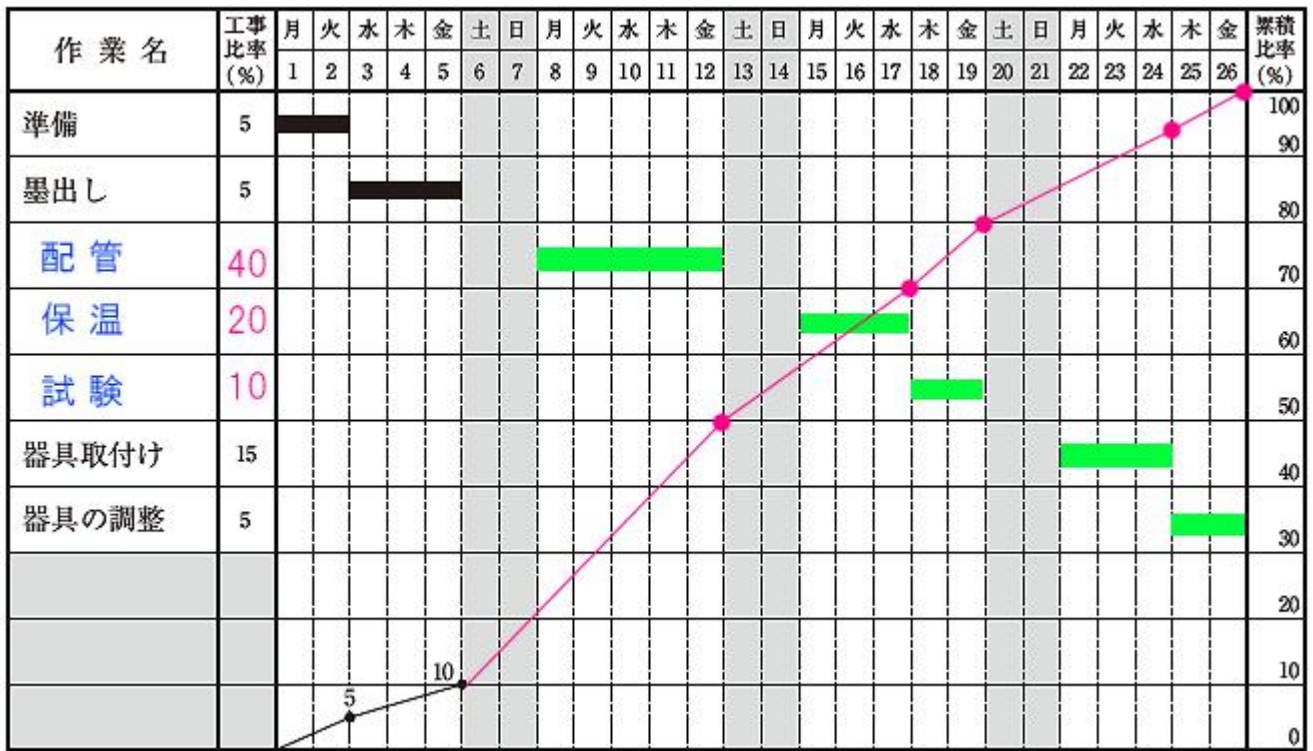 作業名 工事比率(%) 月 火 水 木 金 土 日 月 火 水 木 金 土 日 月 火 水 木 金 土 日 月 火 水 木 金 累積比率(%)
1 2 3 4 5 6 7 8 9 10 11 12 13 14 15 16 17 18 19 20 21 22 23 24 25 26
準備 5 100
90
墨出し 5
80
配管 40
70
保温 20
60
試験 10
50
器具取付け 15
40
器具の調整 5
30
20
10 10
5
0